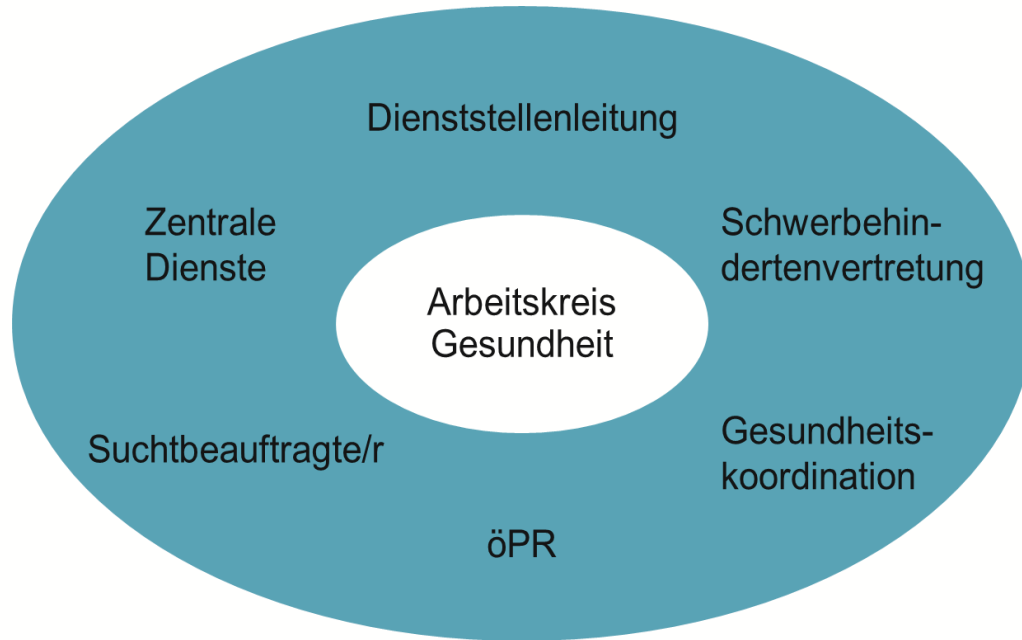 Dienststellenleitung
Zentrale
Dienste
Schwerbehin-
dertenvertretung
Arbeitskreis
Gesundheit
Suchtbeauftragte/r
Gesundheits-
koordination
öPR